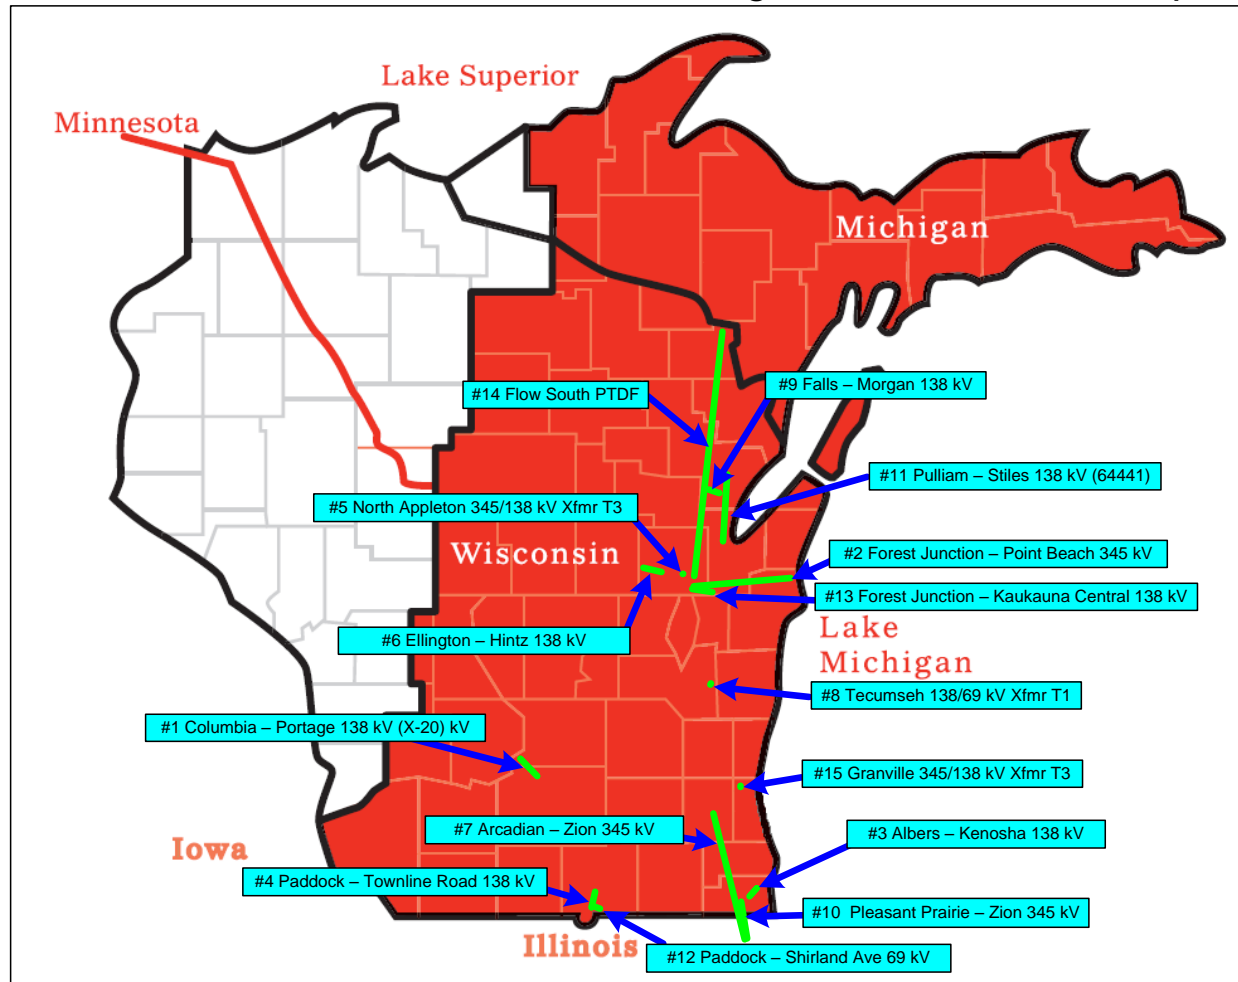 Lake Superior
Minnesota
Michigan
#9 Falls – Morgan 138 kV
#14 Flow South PTDF
#11 Pulliam – Stiles 138 kV (64441)
#5 North Appleton 345/138 kV Xfmr T3
Wisconsin
#2 Forest Junction – Point Beach 345 kV
#13 Forest Junction – Kaukauna Central 138 kV
#6 Ellington – Hintz 138 kV
Lake
Michigan
#8 Tecumseh 138/69 kV Xfmr T1
#1 Columbia – Portage 138 kV (X-20) kV
#15 Granville 345/138 kV Xfmr T3
#7 Arcadian – Zion 345 kV
#3 Albers – Kenosha 138 kV
Iowa
#4 Paddock – Townline Road 138 kV
#10 Pleasant Prairie – Zion 345 kV
Illinois
#12 Paddock – Shirland Ave 69 kV